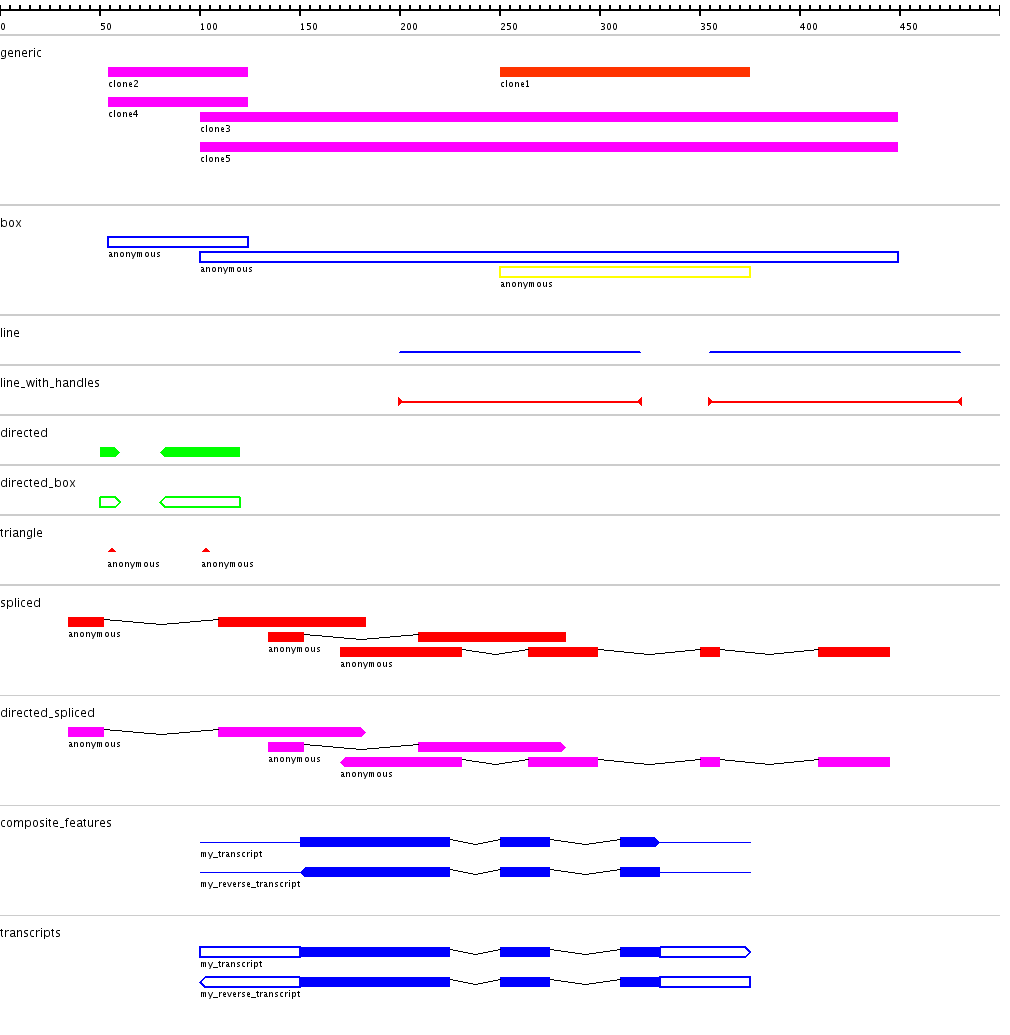 0 50 100 150 200 250 300 350 400 450
generic
clone2 clone1
clone4
clone3
clone5
box
anonymous
anonymous
anonymous
line
line_with_handles
directed
directed_box
triangle
anonymous anonymous
spliced
anonymous
anonymous
anonymous
directed_spliced
anonymous
anonymous
anonymous
composite_features
my_transcript
my_reverse_transcript
transcripts
my_transcript
my_reverse_transcript